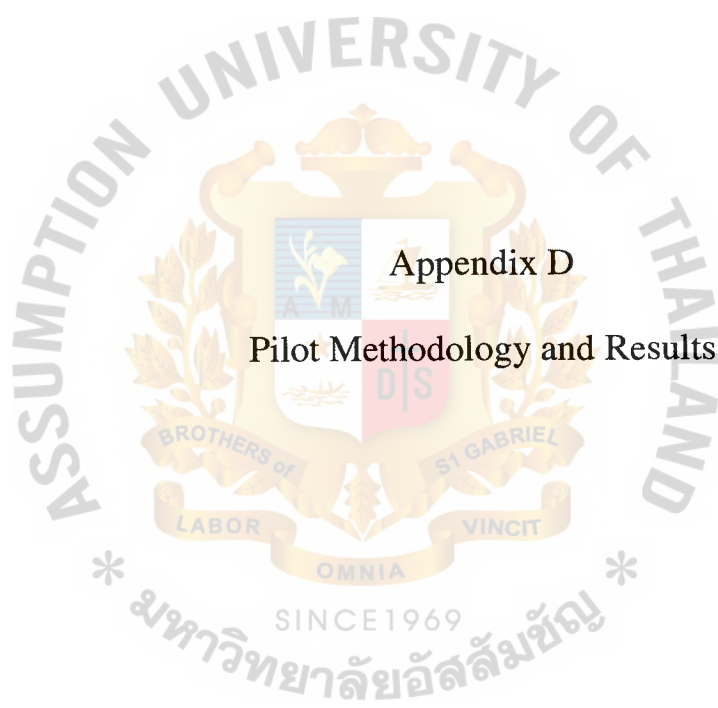 ASSUMPTION UNIVERSITY OF THAILAND
Appendix D
A M
Pilot Methodology and Results
D S
BROTHERS of ST GABRIEL
LABOR VINCIT
OMNIA
* SINCE1969 *
มหาวิทยาลัยอัสสัมชัญ